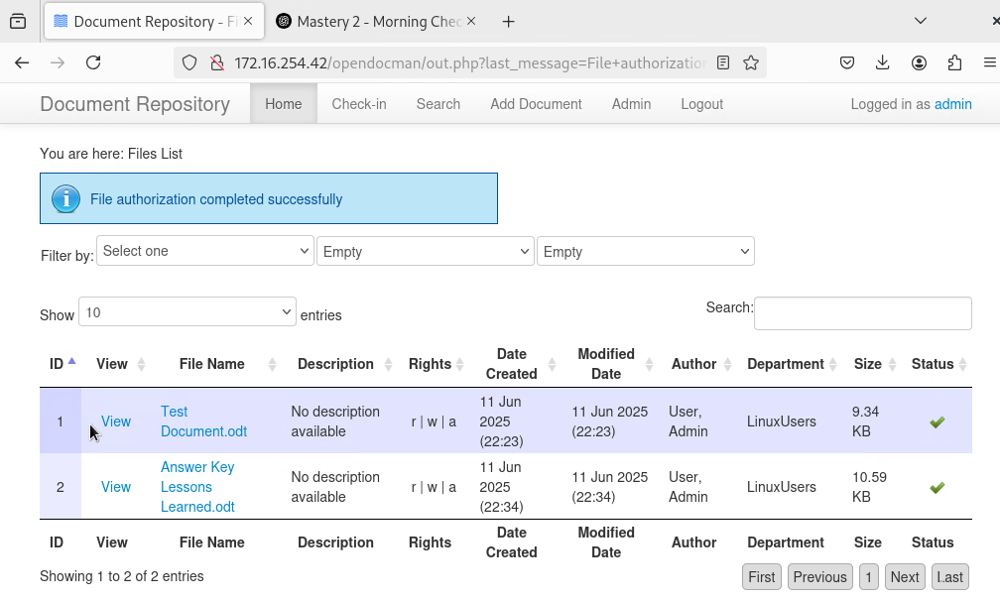 Document Repository - Fi
Mastery 2 - Morning Chec
172.16.254.42/opendocman/out.php?last_message=File+authorizatio
Document Repository Home Check-in Search Add Document Admin Logout Logged in as admin
You are here: Files List
File authorization completed successfully
Filter by: Select one Empty Empty
Show 10 entries Search:
ID View File Name Description Rights Date Created Modified Date Author Department Size Status
1 View Test Document.odt No description available r | w | a 11 Jun 2025 (22:23) 11 Jun 2025 (22:23) User, Admin LinuxUsers 9.34 KB
2 View Answer Key Lessons Learned.odt No description available r | w | a 11 Jun 2025 (22:34) 11 Jun 2025 (22:34) User, Admin LinuxUsers 10.59 KB
ID View File Name Description Rights Date Created Modified Date Author Department Size Status
Showing 1 to 2 of 2 entries First Previous 1 Next Last